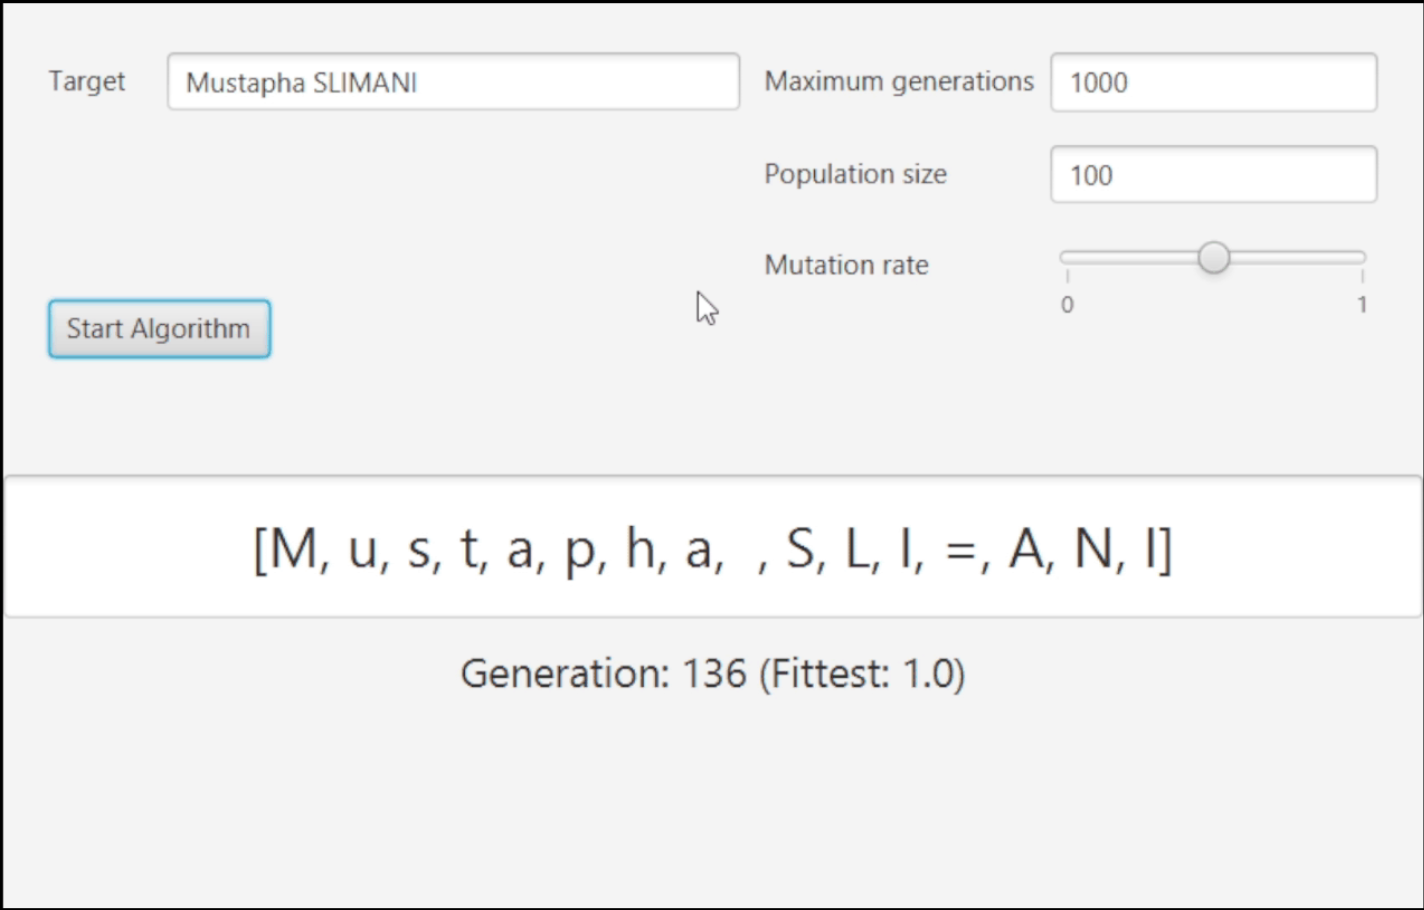 Target Mustapha SLIMANI Maximum generations 1000
Population size 100
Mutation rate
0 1
Start Algorithm
[M, u, s, t, a, p, h, a,  , S, L, I, =, A, N, I]
Generation: 136 (Fittest: 1.0)